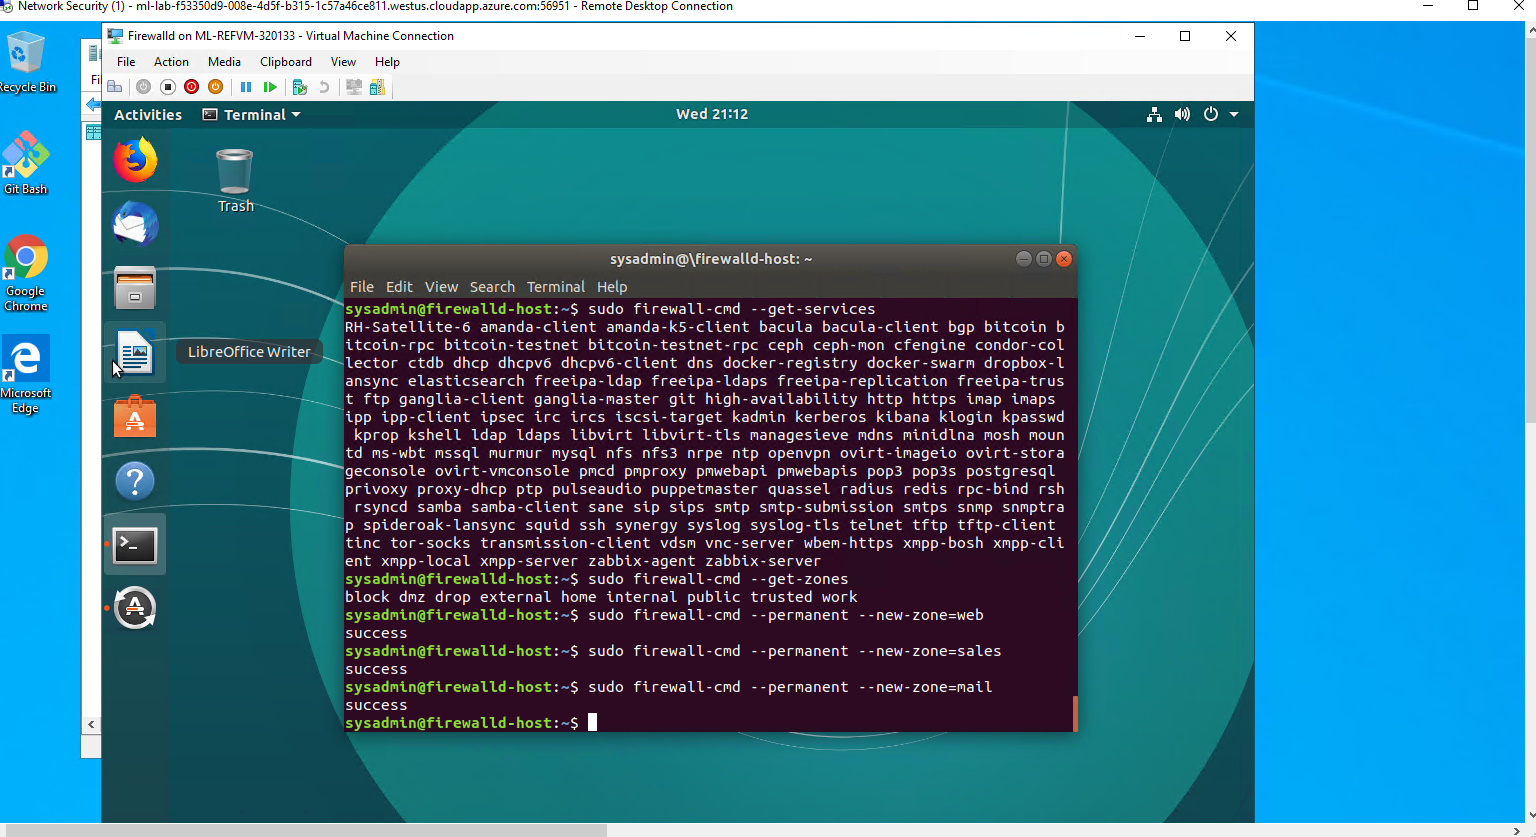 Network Security (1) - ml-lab-f53350d9-008e-4d5f-b315-1c57a46ce811.westus.cloudapp.azure.com:56951 - Remote Desktop Connection
Firewalld on ML-REFVM-320133 - Virtual Machine Connection
File Action Media Clipboard View Help
Fi
Recycle Bin
Git Bash
Google
Chrome
Microsoft
Edge
Activities Terminal Wed 21:12
Trash
LibreOffice Writer
sysadmin@\firewalld-host: ~
File Edit View Search Terminal Help
sysadmin@firewalld-host:~$ sudo firewall-cmd --get-services
RH-Satellite-6 amanda-client amanda-k5-client bacula bacula-client bgp bitcoin b
itcoin-rpc bitcoin-testnet bitcoin-testnet-rpc ceph ceph-mon cfengine condor-col
lector ctdb dhcp dhcpv6 dhcpv6-client dns docker-registry docker-swarm dropbox-l
ansync elasticsearch freeipa-ldap freeipa-ldaps freeipa-replication freeipa-trus
t ftp ganglia-client ganglia-master git high-availability http https imap imaps
ipp ipp-client ipsec irc ircs iscsi-target kadmin kerberos kibana klogin kpasswd
kprop kshell ldap ldaps libvirt libvirt-tls managesieve mdns minidlna mosh moun
td ms-wbt mssql murmur mysql nfs nfs3 nrpe ntp openvpn ovirt-imageio ovirt-stora
geconsole ovirt-vmconsole pmcd pmproxy pmwebapi pmwebapis pop3 pop3s postgresql
privoxy proxy-dhcp ptp pulseaudio puppetmaster quassel radius redis rpc-bind rsh
rsyncd samba samba-client sane sip sips smtp smtp-submission smtps snmp snmptra
p spideroak-lansync squid ssh synergy syslog syslog-tls telnet tftp tftp-client
tinc tor-socks transmission-client vdsm vnc-server wbem-https xmpp-bosh xmpp-cli
ent xmpp-local xmpp-server zabbix-agent zabbix-server
sysadmin@firewalld-host:~$ sudo firewall-cmd --get-zones
block dmz drop external home internal public trusted work
sysadmin@firewalld-host:~$ sudo firewall-cmd --permanent --new-zone=web
success
sysadmin@firewalld-host:~$ sudo firewall-cmd --permanent --new-zone=sales
success
sysadmin@firewalld-host:~$ sudo firewall-cmd --permanent --new-zone=mail
success
sysadmin@firewalld-host:~$